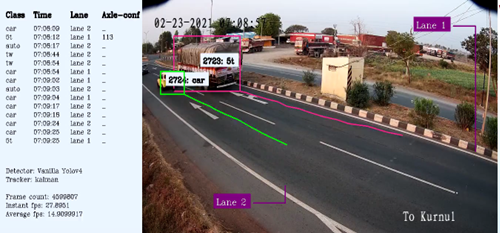 Class Time Lane Axle-conf
car 07:08:09 Lane 2 _
5t 07:08:12 Lane 1 113
auto 07:08:17 Lane 2 _
tw 07:08:44 Lane 2 _
tw 07:08:54 Lane 2 _
car 07:08:54 Lane 2 _
car 07:09:02 Lane 1 _
auto 07:09:03 Lane 2 _
car 07:09:04 Lane 1 _
car 07:09:17 Lane 2 _
car 07:09:18 Lane 2 _
car 07:09:24 Lane 2 _
car 07:09:25 Lane 2 _
5t 07:09:25 Lane 1 _
Detector: Vanilla Yolov4
Tracker: kalman
Frame count: 4599807
Instant fps: 27.8951
Average fps: 14.9099917
02-23-2021
Lane 1
2723: 5t
2724: car
Lane 2
To Kurnul